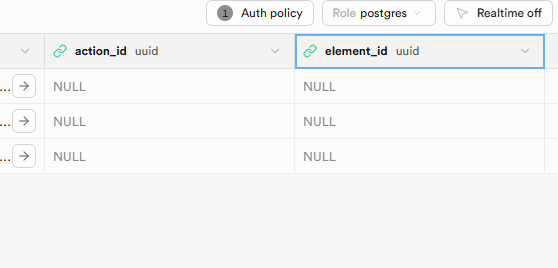 1 Auth policy Role postgres Realtime off
action_id uuid element_id uuid
... NULL NULL
... NULL NULL
... NULL NULL